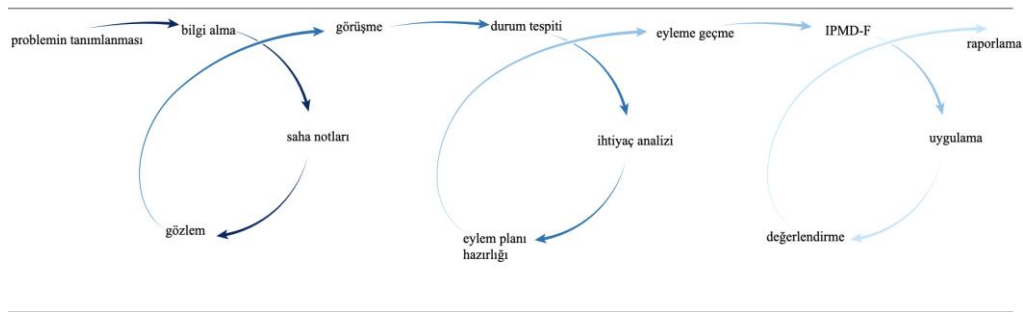 problemin tanımlanması
bilgi alma
saha notları
gözlem
görüşme
durum tespiti
ihtiyaç analizi
eylem planı
hazırlığı
eyleme geçme
IPMD-F
uygulama
değerlendirme
raporlama